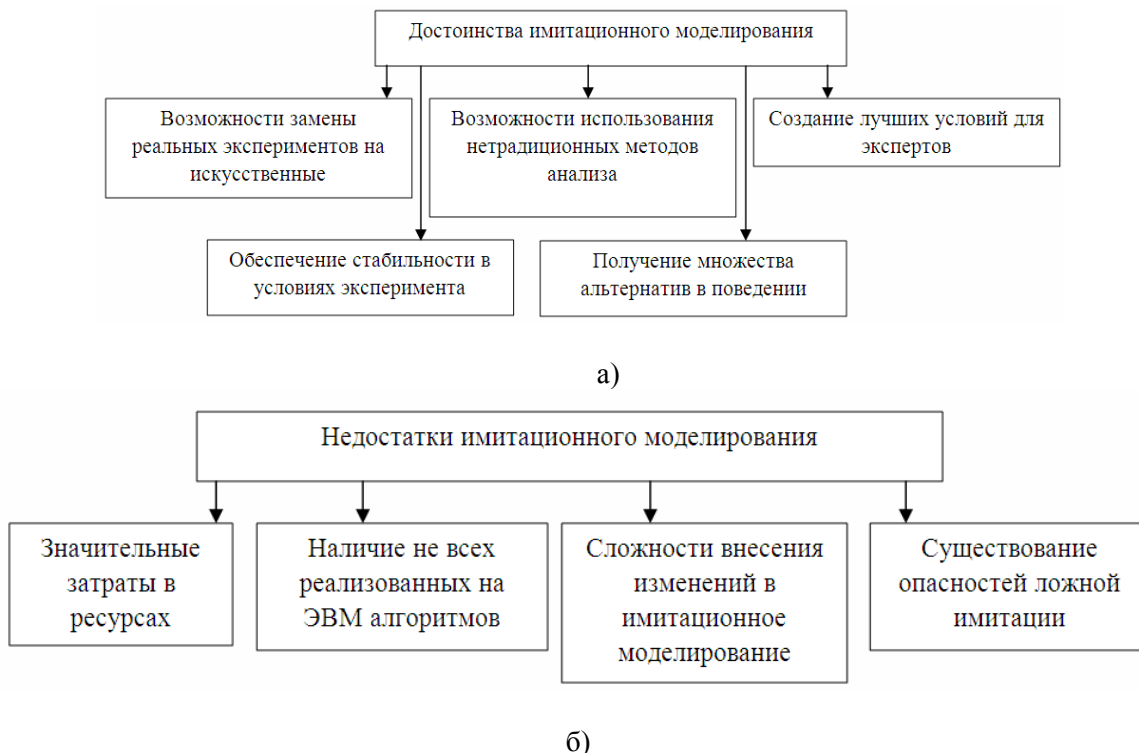 Достоинства имитационного моделирования
Возможности замены
реальных экспериментов на
искусственные
Возможности использования
нетрадиционных методов
анализа
Создание лучших условий для
экспертов
Обеспечение стабильности в
условиях эксперимента
Получение множества
альтернатив в поведении
а)
Недостатки имитационного моделирования
Значительные
затраты в
ресурсах
Наличие не всех
реализованных на
ЭВМ алгоритмов
Сложности внесения
изменений в
имитационное
моделирование
Существование
опасностей ложной
имитации
б)